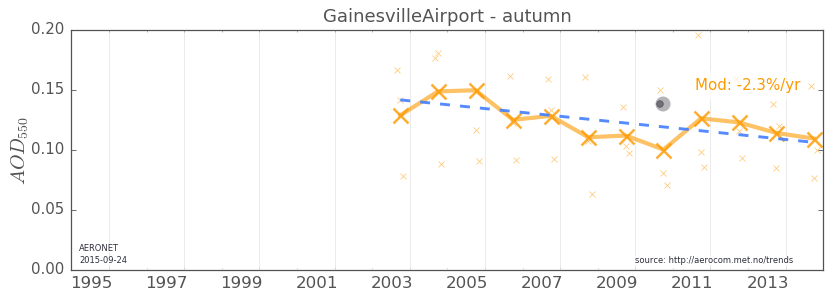 GainesvilleAirport - autumn
0.20
0.15
0.10
0.05
0.00
AOD550
Mod: -2.3%/yr
AERONET
2015-09-24
source: http://aerocom.met.no/trends
1995 1997 1999 2001 2003 2005 2007 2009 2011 2013